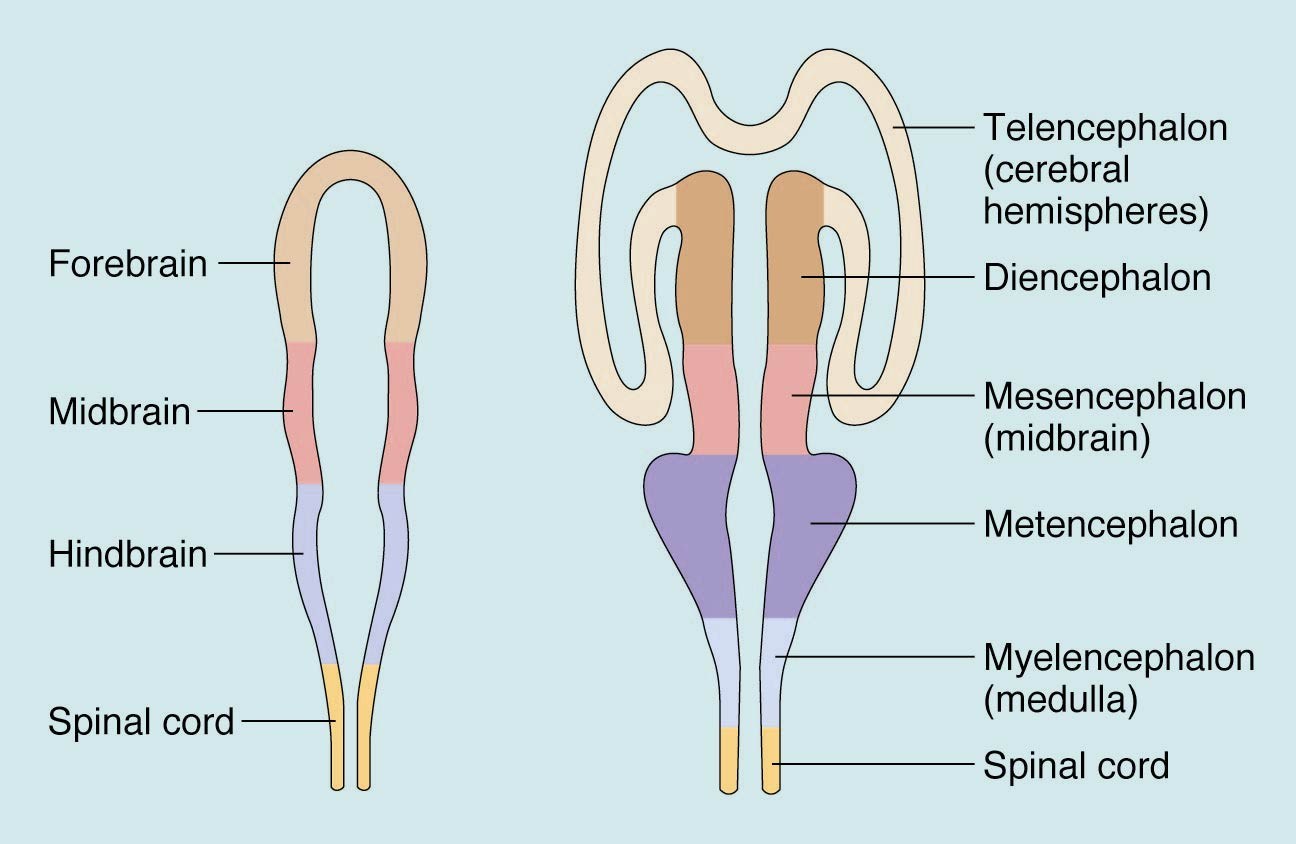 Forebrain
Midbrain
Hindbrain
Spinal cord
Telencephalon
(cerebral
hemispheres)
Diencephalon
Mesencephalon
(midbrain)
Metencephalon
Myelencephalon
(medulla)
Spinal cord